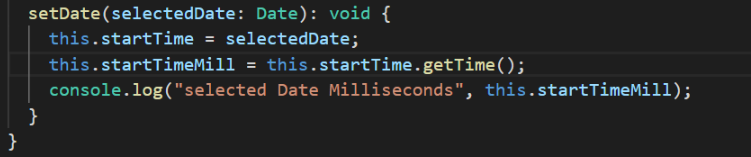 setDate(selectedDate: Date): void {
this.startTime = selectedDate;
this.startTimeMill = this.startTime.getTime();
console.log("selected Date Milliseconds", this.startTimeMill);
}
}